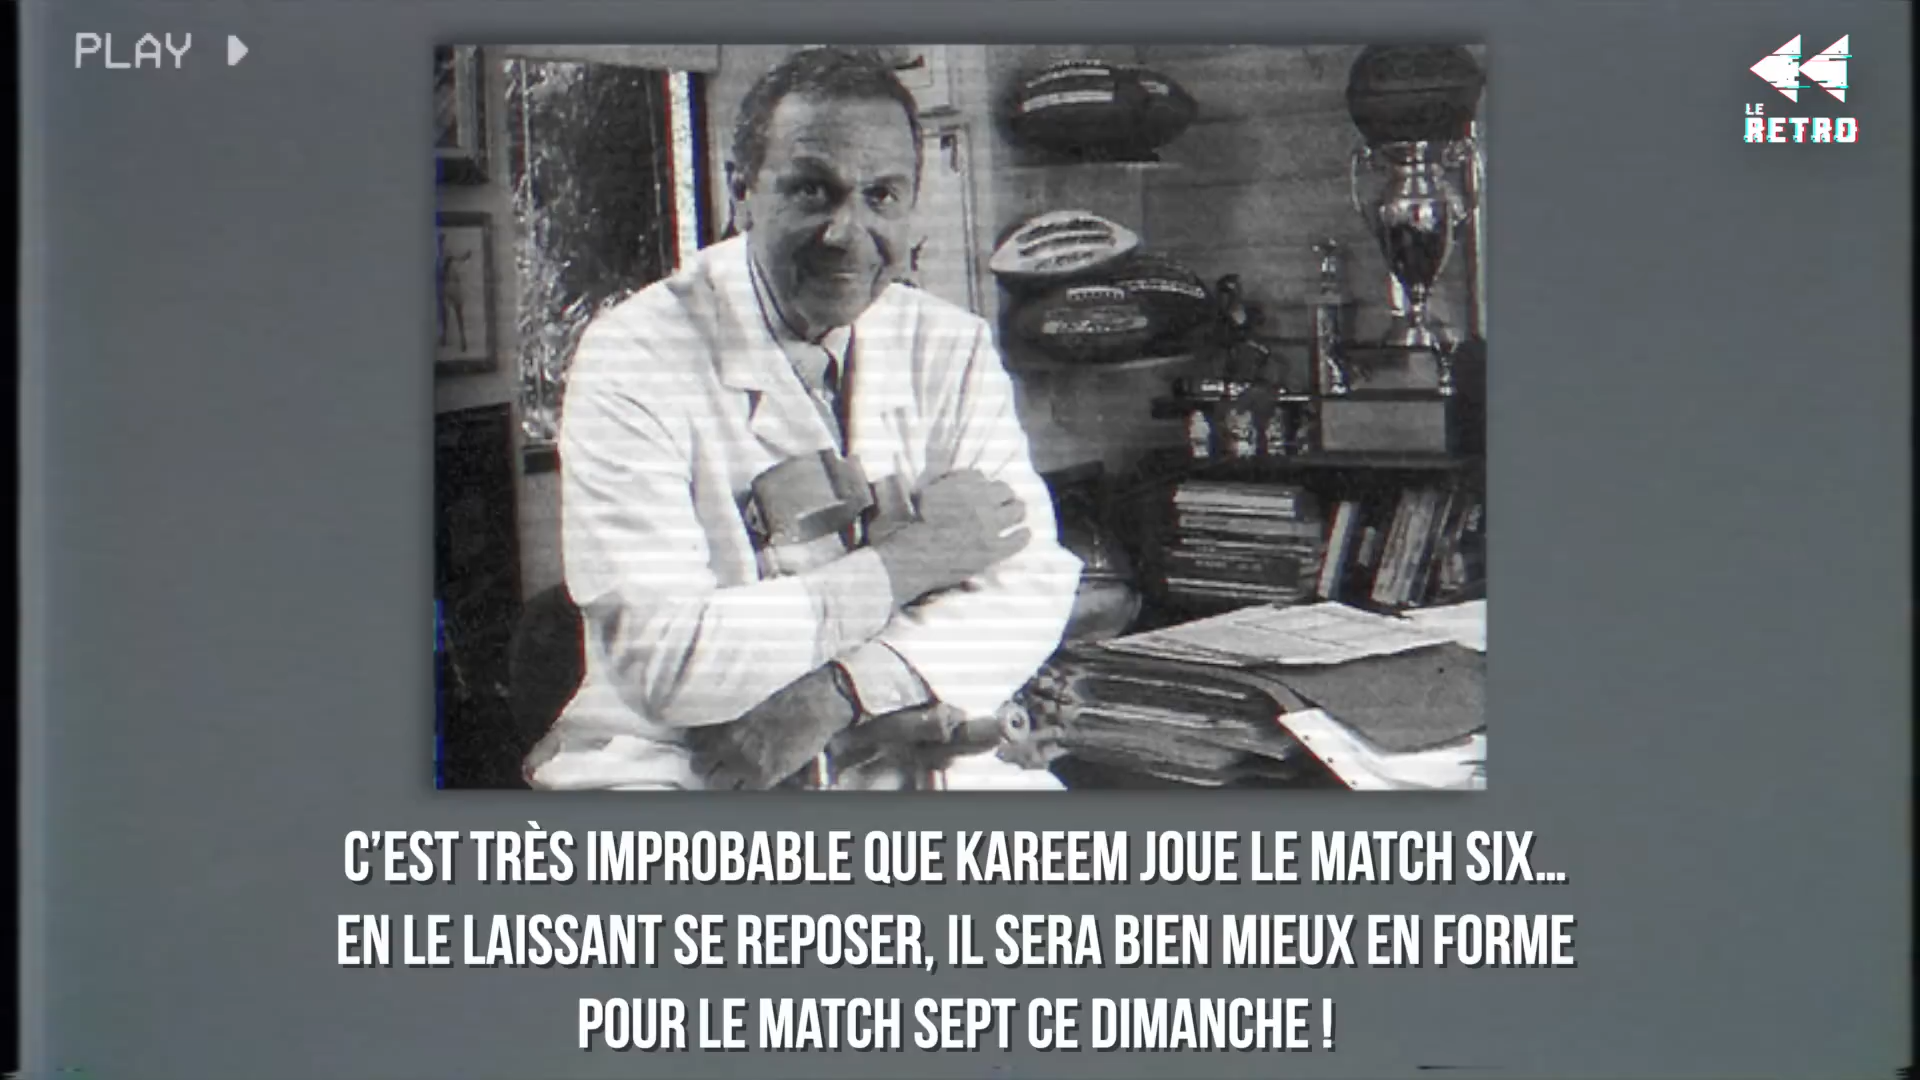 PLAY
LE
RETRO
C'EST TRÈS IMPROBABLE QUE KAREEM JOUE LE MATCH SIX...
EN LE LAISSANT SE REPOSER, IL SERA BIEN MIEUX EN FORME
POUR LE MATCH SEPT CE DIMANCHE !